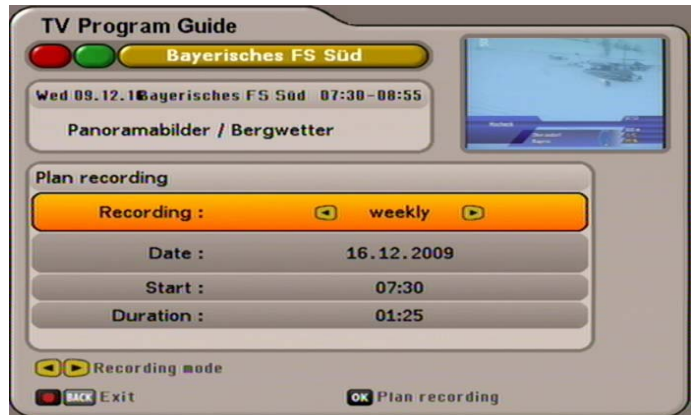 TV Program Guide
Bayerisches FS Süd
Wed 09.12.1 Bayerisches FS Süd 07:30-08:55
Panoramabilder / Bergwetter
Plan recording
Recording : weekly
Date : 16.12.2009
Start : 07:30
Duration : 01:25
Recording mode
BACK Exit
OK Plan recording